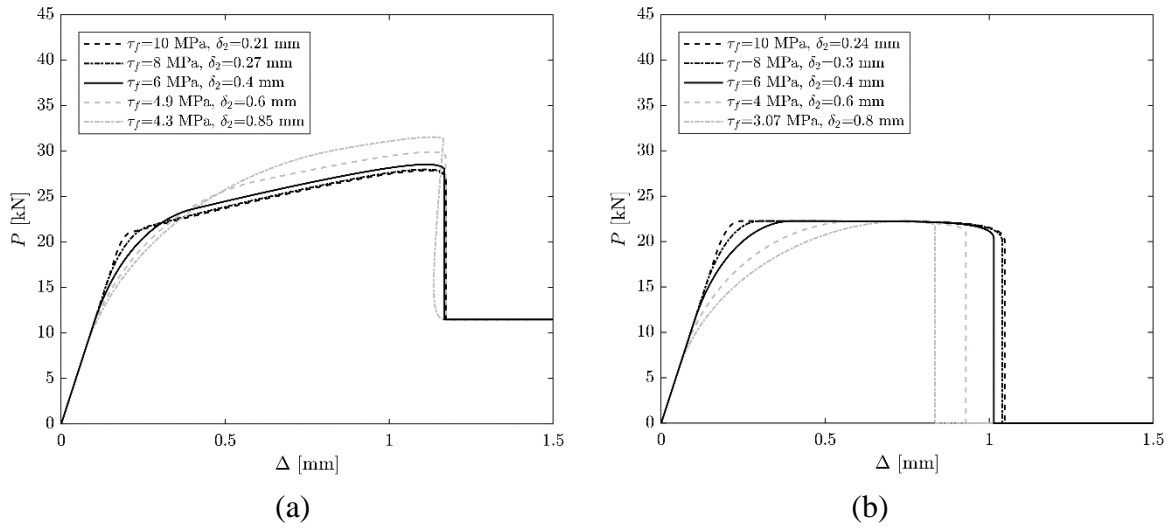 45
40
35
30
25
20
15
10
5
0
P [kN]
τf=10 MPa, δ2=0.21 mm
τf=8 MPa, δ2=0.27 mm
τf=6 MPa, δ2=0.4 mm
τf=4.9 MPa, δ2=0.6 mm
τf=4.3 MPa, δ2=0.85 mm
0 0.5 1 1.5
Δ [mm]
(a)
45
40
35
30
25
20
15
10
5
0
P [kN]
τf=10 MPa, δ2=0.24 mm
τf=8 MPa, δ2=0.3 mm
τf=6 MPa, δ2=0.4 mm
τf=4 MPa, δ2=0.6 mm
τf=3.07 MPa, δ2=0.8 mm
0 0.5 1 1.5
Δ [mm]
(b)